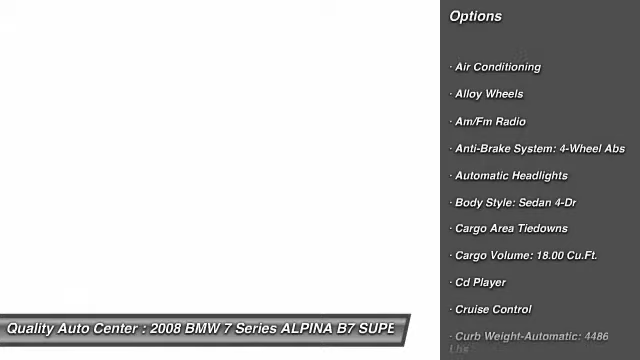 Options
· Air Conditioning
· Alloy Wheels
· Am/Fm Radio
· Anti-Brake System: 4-Wheel Abs
· Automatic Headlights
· Body Style: Sedan 4-Dr
· Cargo Area Tiedowns
· Cargo Volume: 18.00 Cu.Ft.
· Cd Player
· Cruise Control
· Curb Weight-Automatic: 4486
Lbs
Quality Auto Center : 2008 BMW 7 Series ALPINA B7 SUPE